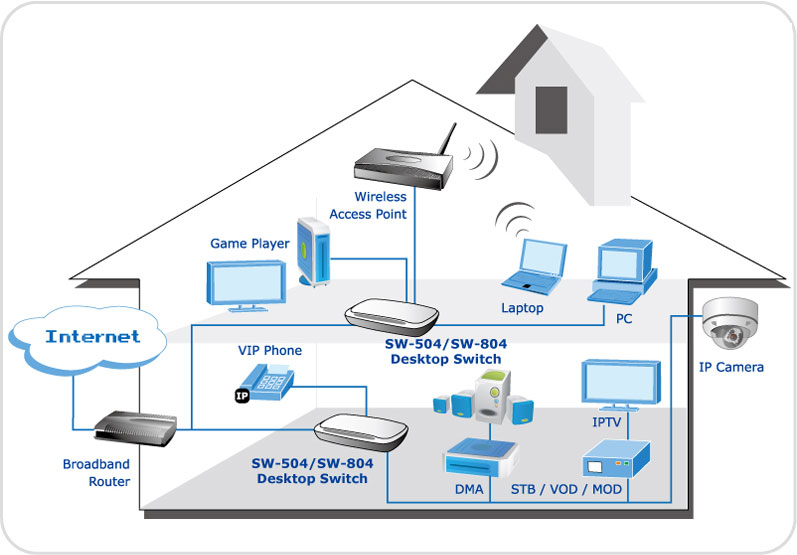 Wireless
Access Point
Game Player
Laptop
PC
Internet
SW-504/SW-804
Desktop Switch
VIP Phone
IP
IP Camera
IPTV
Broadband
Router
SW-504/SW-804
Desktop Switch
DMA
STB / VOD / MOD